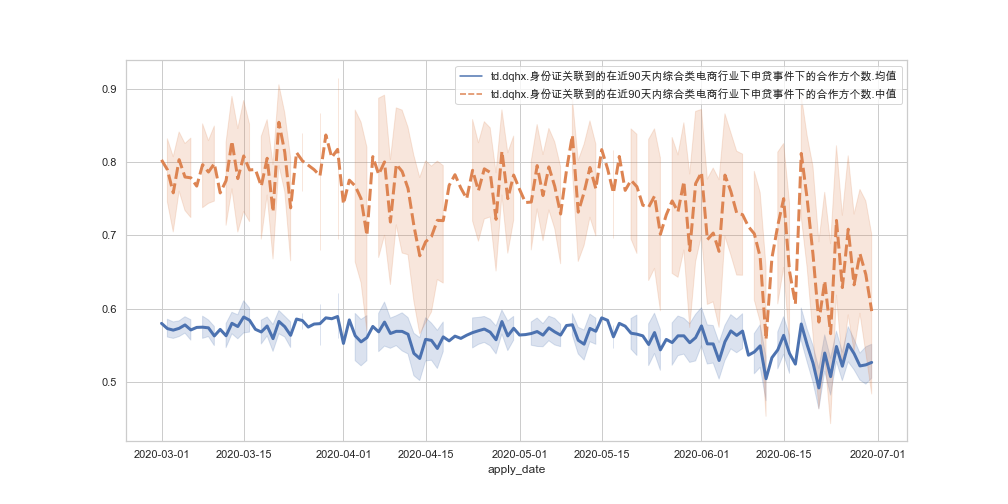 td.dqhx.身份证关联到的在近90天内综合类电商行业下申贷事件下的合作方个数.均值
td.dqhx.身份证关联到的在近90天内综合类电商行业下申贷事件下的合作方个数.中值
0.9
0.8
0.7
0.6
0.5
2020-03-01 2020-03-15 2020-04-01 2020-04-15 2020-05-01 2020-05-15 2020-06-01 2020-06-15 2020-07-01
apply_date